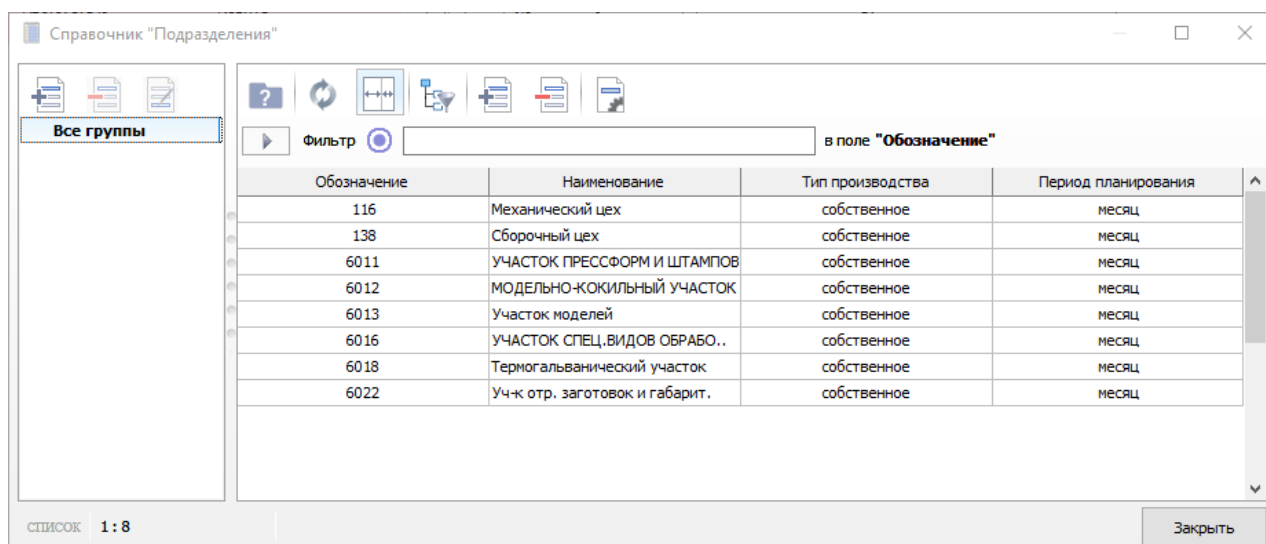 Справочник "Подразделения"
Все группы
Фильтр в поле "Обозначение"
Обозначение Наименование Тип производства Период планирования
116 Механический цех собственное месяц
138 Сборочный цех собственное месяц
6011 УЧАСТОК ПРЕССФОРМ И ШТАМПОВ собственное месяц
6012 МОДЕЛЬНО-КОКИЛЬНЫЙ УЧАСТОК собственное месяц
6013 Участок моделей собственное месяц
6016 УЧАСТОК СПЕЦ.ВИДОВ ОБРАБО.. собственное месяц
6018 Термогальванический участок собственное месяц
6022 Уч-к отр. заготовок и габарит. собственное месяц
СПИСОК 1:8
Закрыть